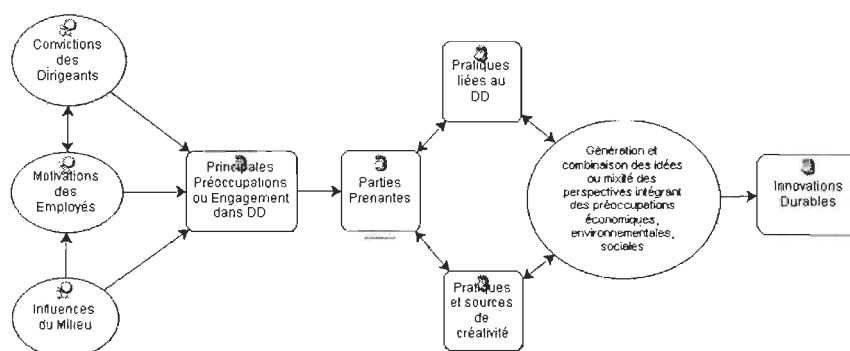 Convictions
des
Dirigeants
Motivations
des
Employés
Influences
du Milieu
Principales
Préoccupations
ou Engagement
dans DD
Parties
Prenantes
Pratiques
liées au
DD
Pratiques
et sources
de
créativité
Génération et
combinaison des idées
ou mixité des
perspectives intégrant
des préoccupations
économiques,
environnementales,
sociales
Innovations
Durables